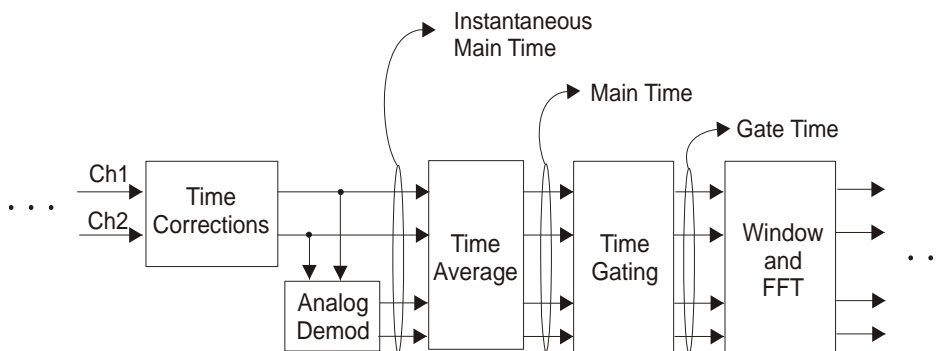 Instantaneous
Main Time
Main Time
Gate Time
Ch1
Ch2
Time
Corrections
Analog
Demod
Time
Average
Time
Gating
Window
and
FFT
. . .
. .